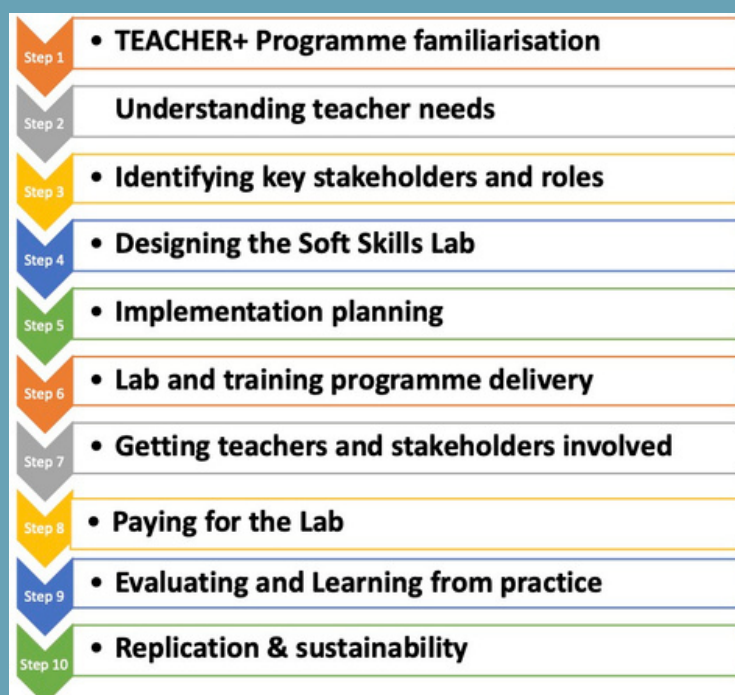 Step 1 • TEACHER+ Programme familiarisation
Step 2 Understanding teacher needs
Step 3 • Identifying key stakeholders and roles
Step 4 • Designing the Soft Skills Lab
Step 5 • Implementation planning
Step 6 • Lab and training programme delivery
Step 7 • Getting teachers and stakeholders involved
Step 8 • Paying for the Lab
Step 9 • Evaluating and Learning from practice
Step 10 • Replication & sustainability